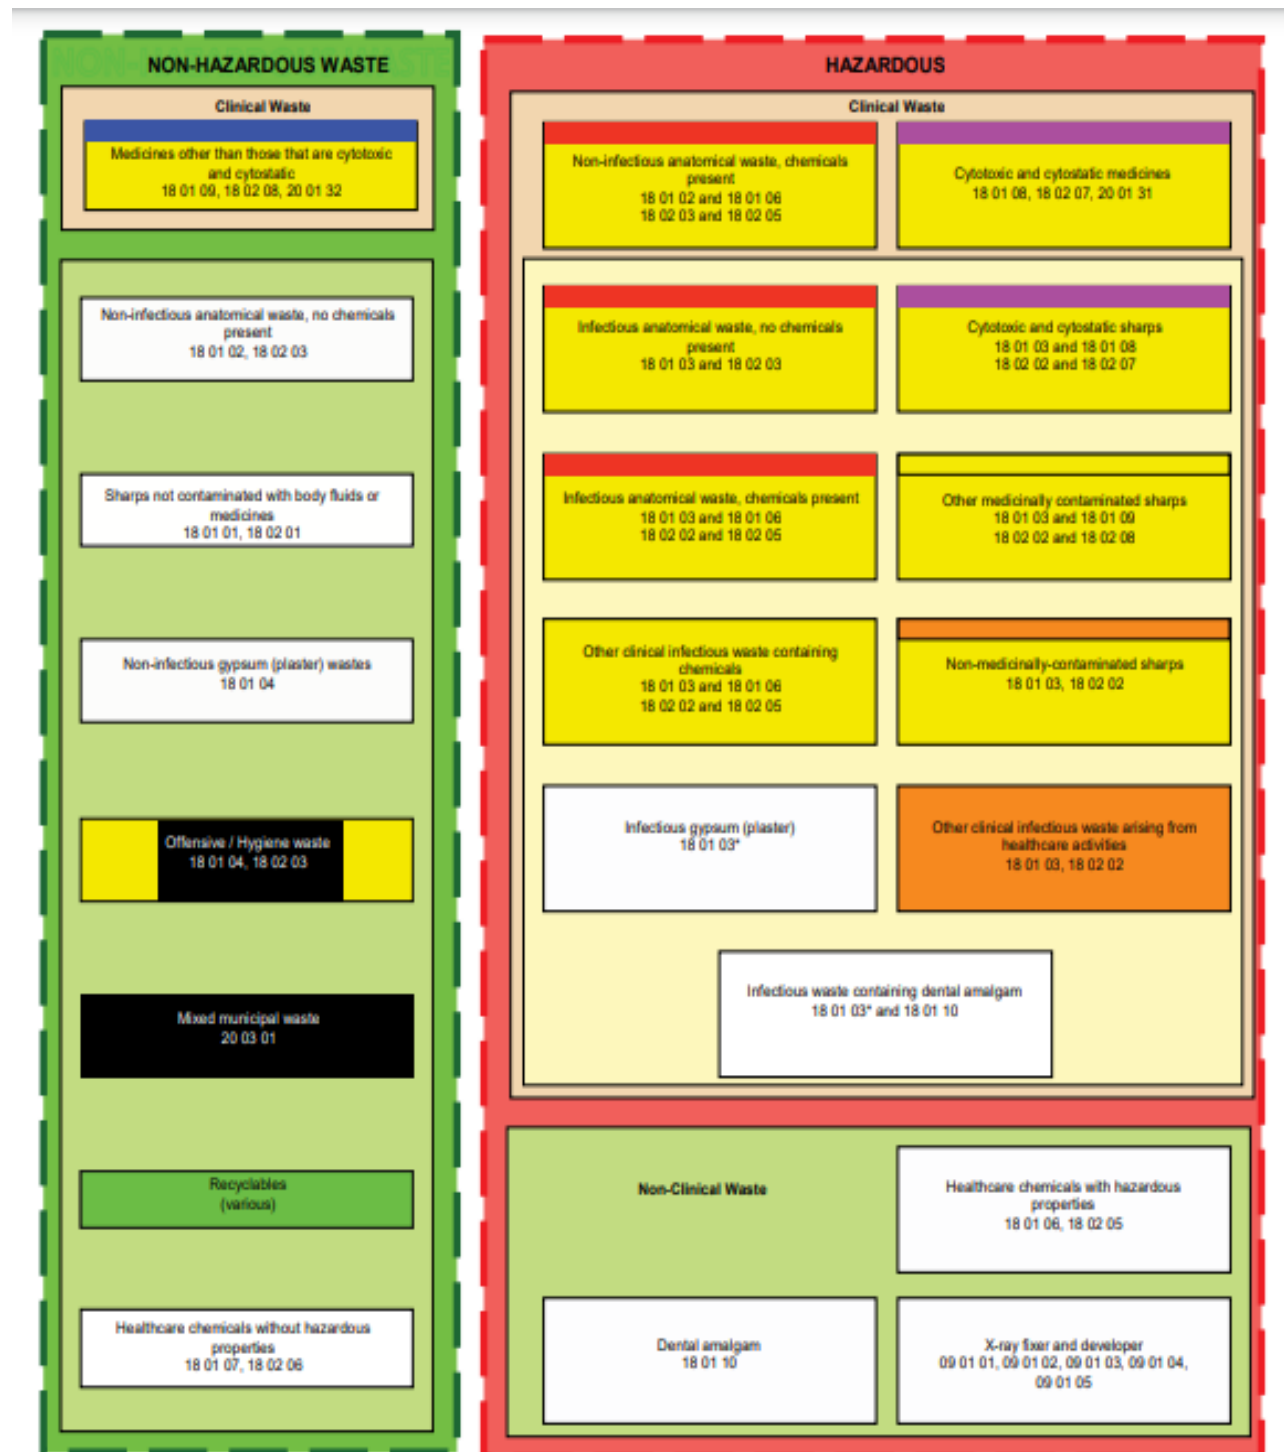 NON-HAZARDOUS WASTE
Clinical Waste
Medicines other than those that are cytotoxic
and cytostatic
18 01 09, 18 02 08, 20 01 32
Non-infectious anatomical waste, no chemicals
present
18 01 02, 18 02 03
Sharps not contaminated with body fluids or
medicines
18 01 01, 18 02 01
Non-infectious gypsum (plaster) wastes
18 01 04
Offensive / Hygiene waste
18 01 04, 18 02 03
Mixed municipal waste
20 03 01
Recyclables
(various)
Healthcare chemicals without hazardous
properties
18 01 07, 18 02 06
HAZARDOUS
Clinical Waste
Non-infectious anatomical waste, chemicals
present
18 01 02 and 18 01 06
18 02 03 and 18 02 05
Cytotoxic and cytostatic medicines
18 01 08, 18 02 07, 20 01 31
Infectious anatomical waste, no chemicals
present
18 01 03 and 18 02 03
Cytotoxic and cytostatic sharps
18 01 03 and 18 01 08
18 02 02 and 18 02 07
Infectious anatomical waste, chemicals present
18 01 03 and 18 01 06
18 02 02 and 18 02 05
Other medicinally contaminated sharps
18 01 03 and 18 01 09
18 02 02 and 18 02 08
Other clinical infectious waste containing
chemicals
18 01 03 and 18 01 06
18 02 02 and 18 02 05
Non-medicinally-contaminated sharps
18 01 03, 18 02 02
Infectious gypsum (plaster)
18 01 03*
Other clinical infectious waste arising from
healthcare activities
18 01 03, 18 02 02
Infectious waste containing dental amalgam
18 01 03* and 18 01 10
Non-Clinical Waste
Healthcare chemicals with hazardous
properties
18 01 06, 18 02 05
Dental amalgam
18 01 10
X-ray fixer and developer
09 01 01, 09 01 02, 09 01 03, 09 01 04,
09 01 05